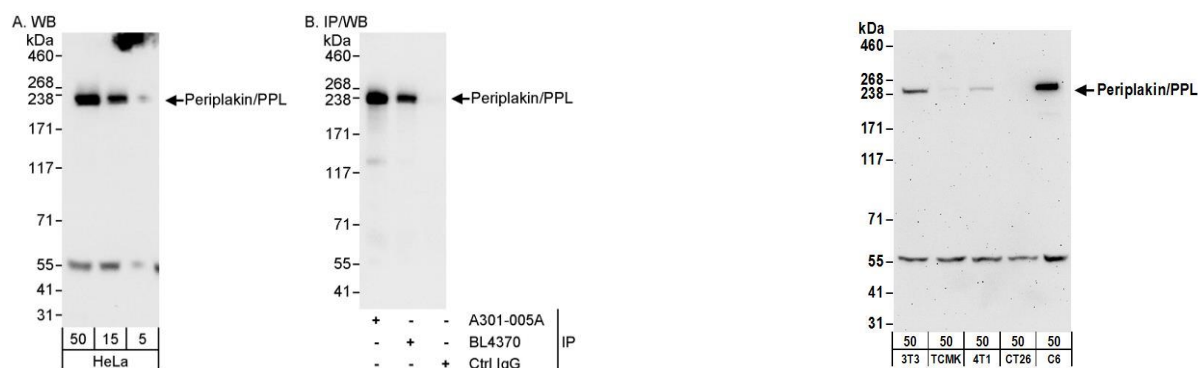 A. WB
kDa
460
268
238
171
117
71
55
41
31
Periplakin/PPL
50 15 5
HeLa
B. IP/WB
kDa
460
268
238
171
117
71
55
41
Periplakin/PPL
+ - - A301-005A
- + - BL4370
- - + Ctrl IgG
IP
kDa
460
268
238
171
117
71
55
41
31
Periplakin/PPL
50 50 50 50 50
3T3 TCMK 4T1 CT26 C6